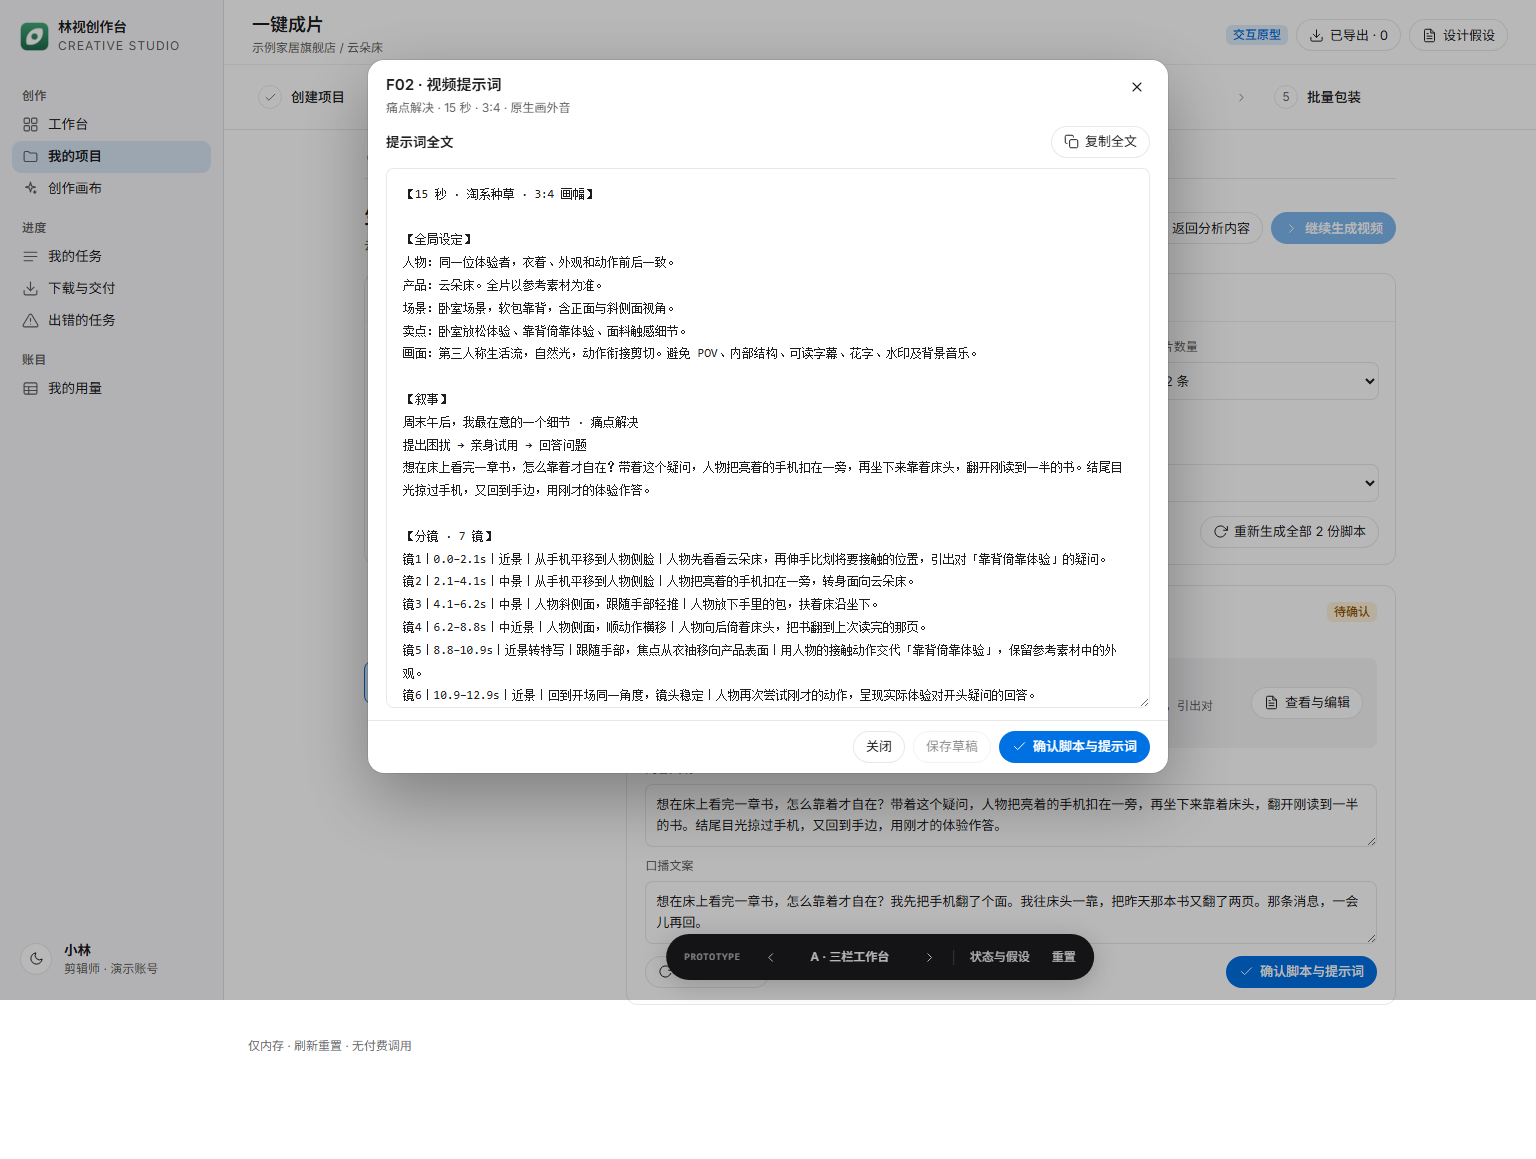 林视创作台
CREATIVE STUDIO
创作
工作台
我的项目
创作画布
进度
我的任务
下载与交付
出错的任务
账目
我的用量
小林
剪辑师 · 演示账号
一键成片
示例家居旗舰店 / 云朵床
交互原型
已导出 · 0
设计假设
创建项目
5
批量包装
返回分析内容
继续生成视频
片数量
2 条
重新生成全部 2 份脚本
待确认
，引出对
查看与编辑
F02 · 视频提示词
痛点解决 · 15 秒 · 3:4 · 原生画外音
提示词全文
复制全文
【15 秒 · 淘系种草 · 3:4 画幅】
【全局设定】
人物：同一位体验者，衣着、外观和动作前后一致。
产品：云朵床。全片以参考素材为准。
场景：卧室场景，软包靠背，含正面与斜侧面视角。
卖点：卧室放松体验、靠背倚靠体验、面料触感细节。
画面：第三人称生活流，自然光，动作衔接剪切。避免 POV、内部结构、可读字幕、花字、水印及背景音乐。
【叙事】
周末午后，我最在意的一个细节 · 痛点解决
提出困扰 → 亲身试用 → 回答问题
想在床上看完一章书，怎么靠着才自在？带着这个疑问，人物把亮着的手机扣在一旁，再坐下来靠着床头，翻开刚读到一半的书。结尾目
光掠过手机，又回到手边，用刚才的体验作答。
【分镜 · 7 镜】
镜1｜0.0–2.1s｜近景｜从手机平移到人物侧脸｜人物先看看云朵床，再伸手比划将要接触的位置，引出对「靠背倚靠体验」的疑问。
镜2｜2.1–4.1s｜中景｜从手机平移到人物侧脸｜人物把亮着的手机扣在一旁，转身面向云朵床。
镜3｜4.1–6.2s｜中景｜人物斜侧面，跟随手部轻推｜人物放下手里的包，扶着床沿坐下。
镜4｜6.2–8.8s｜中近景｜人物侧面，顺动作横移｜人物向后倚着床头，把书翻到上次读完的那页。
镜5｜8.8–10.9s｜近景转特写｜跟随手部，焦点从衣袖移向产品表面｜用人物的接触动作交代「靠背倚靠体验」，保留参考素材中的外
观。
镜6｜10.9–12.9s｜近景｜回到开场同一角度，镜头稳定｜人物再次尝试刚才的动作，呈现实际体验对开头疑问的回答。
关闭
保存草稿
确认脚本与提示词
想在床上看完一章书，怎么靠着才自在？带着这个疑问，人物把亮着的手机扣在一旁，再坐下来靠着床头，翻开刚读到一半
的书。结尾目光掠过手机，又回到手边，用刚才的体验作答。
口播文案
想在床上看完一章书，怎么靠着才自在？我先把手机翻了个面。我往床头一靠，把昨天那本书又翻了两页。那条消息，一会
儿再回。
PROTOTYPE
A · 三栏工作台
状态与假设
重置
确认脚本与提示词
仅内存 · 刷新重置 · 无付费调用